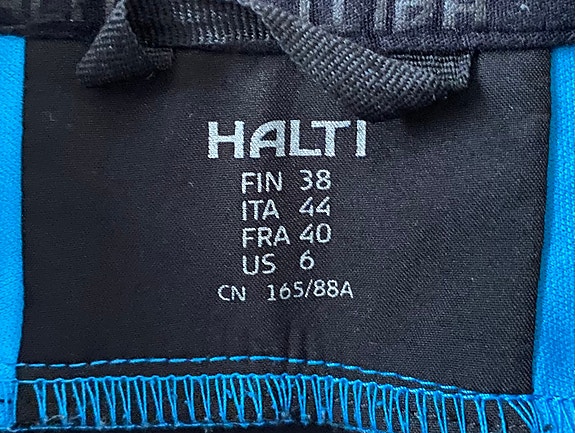 HALTI
FIN 38
ITA 44
FRA 40
US 6
CN 165/88A